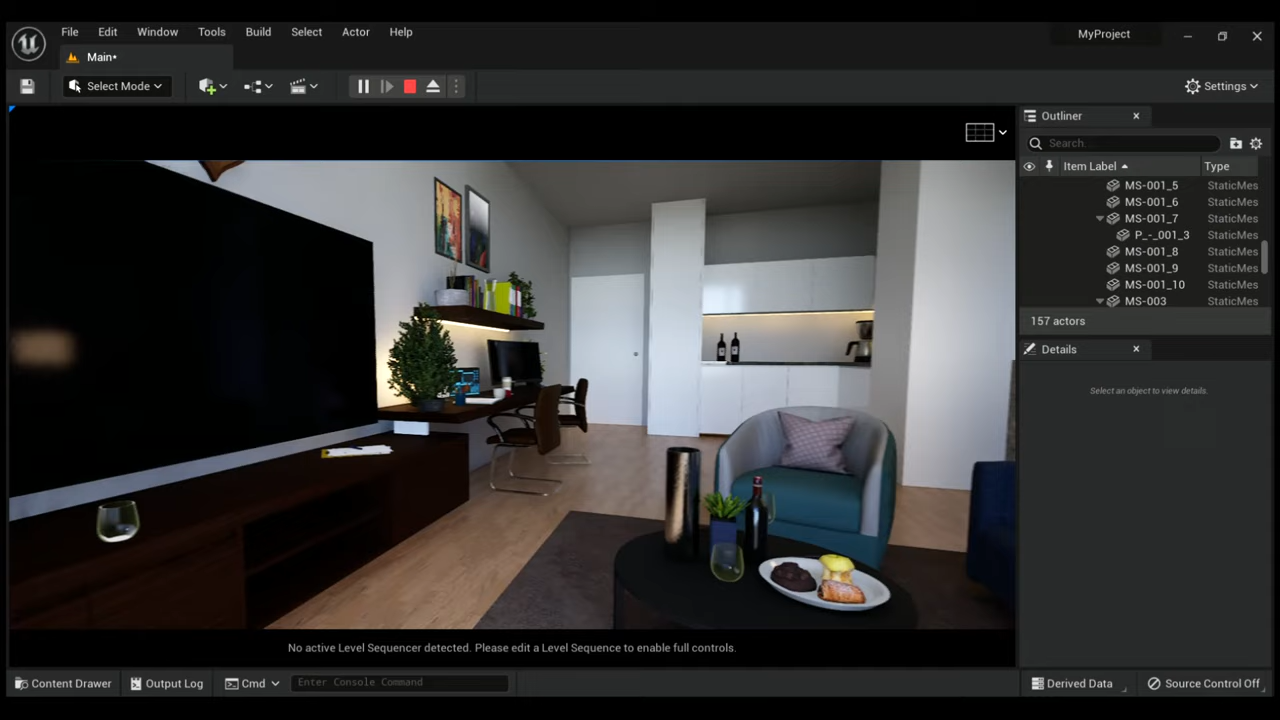 File Edit Window Tools Build Select Actor Help
MyProject
Main•
Select Mode
Settings
Outliner
Search...
Item Label Type
MS-001_5 StaticMes
MS-001_6 StaticMes
MS-001_7 StaticMes
P_-_001_3 StaticMes
MS-001_8 StaticMes
MS-001_9 StaticMes
MS-001_10 StaticMes
MS-003 StaticMes
157 actors
Details
Select an object to view details.
No active Level Sequencer detected. Please edit a Level Sequence to enable full controls.
Content Drawer Output Log Cmd Enter Console Command Derived Data Source Control Off